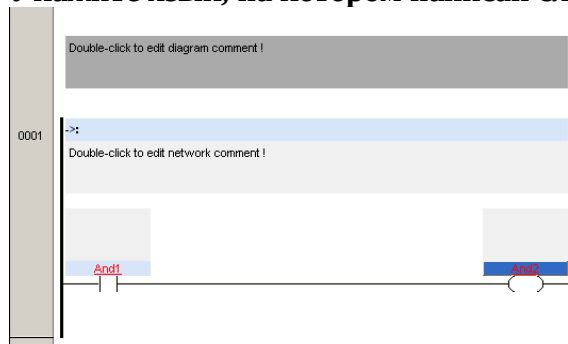 Double-click to edit diagram comment !
0001
->:
Double-click to edit network comment !
And1
And2